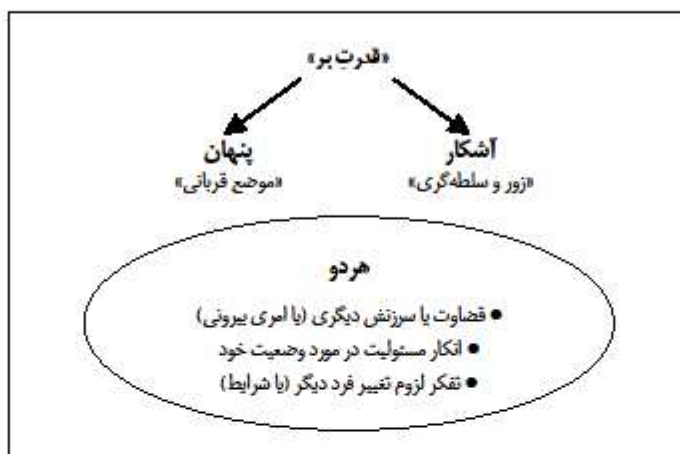 «قدرتِ بر»
آشکار
«زور و سلطه‌گری»
پنهان
«موضع قربانی»
هردو
● قضاوت یا سرزنش دیگری (یا امری بیرونی)
● انکار مسئولیت در مورد وضعیت خود
● تفکر لزوم تغییر فرد دیگر (یا شرایط)